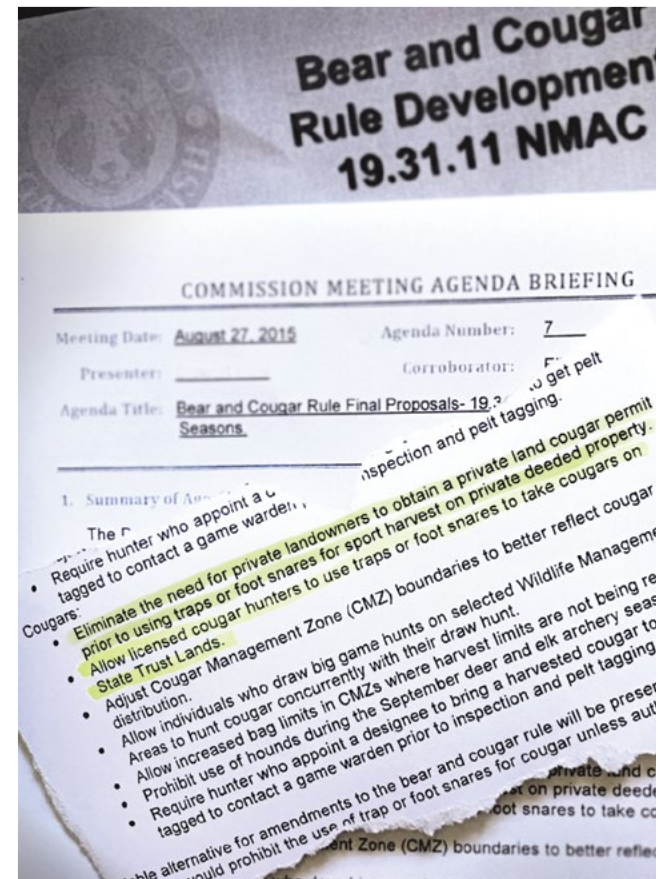 Bear and Cougar
Rule Development
19.31.11 NMAC
COMMISSION MEETING AGENDA BRIEFING
Meeting Date: August 27, 2015 Agenda Number: 7
Presenter: Corroborator:
Agenda Title: Bear and Cougar Rule Final Proposals- 19.3
Seasons
1. Summary of
The
to get pelt
inspection and pelt tagging.
• Require hunter who appoint a
tagged to contact a game warden
Cougars:
• Eliminate the need for private landowners to obtain a private land cougar permit
prior to using traps or foot snares for sport harvest on private deeded property.
• Allow licensed cougar hunters to use traps or foot snares to take cougars on
State Trust Lands.
• Adjust Cougar Management Zone (CMZ) boundaries to better reflect cougar
distribution.
• Allow individuals who draw big game hunts on selected Wildlife Manageme
Areas to hunt cougar concurrently with their draw hunt.
• Allow increased bag limits in CMZs where harvest limits are not being re
• Prohibit use of hounds during the September deer and elk archery seas
• Require hunter who appoint a designee to bring a harvested cougar to
tagged to contact a game warden prior to inspection and pelt tagging
ble alternative for amendments to the bear and cougar rule will be presen
would prohibit the use of trap or foot snares for cougar unless auth
private land c
on private deede
oot snares to take co
ent Zone (CMZ) boundaries to better reflec